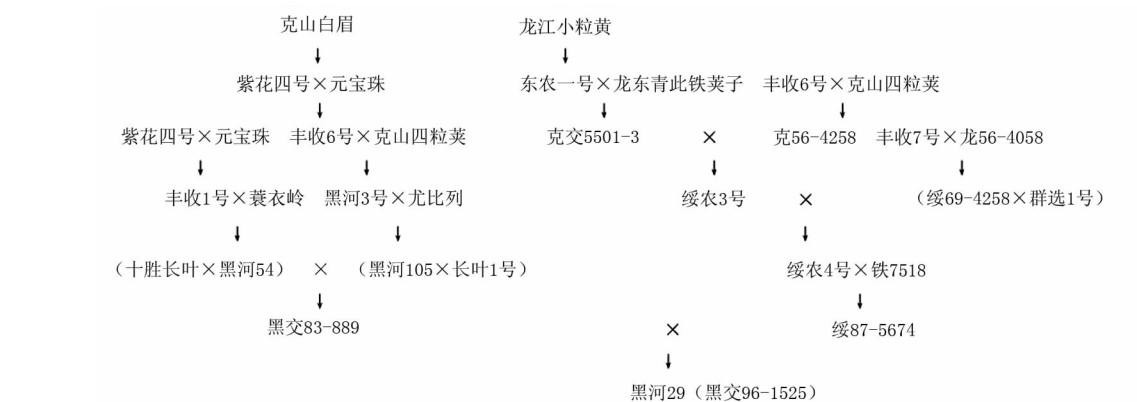 克山白眉 龙江小粒黄
↓ ↓
紫花四号×元宝珠 东农一号×龙东青此铁荚子 丰收6号×克山四粒荚
↓ ↓ ↓
紫花四号×元宝珠 丰收6号×克山四粒荚 克交5501-3 × 克56-4258 丰收7号×龙56-4058
↓ ↓ ↓ ↓
丰收1号×蓑衣岭 黑河3号×尤比列 绥农3号 × （绥69-4258×群选1号）
↓ ↓ ↓
（十胜长叶×黑河54） × （黑河105×长叶1号） 绥农4号×铁7518
↓ ↓
黑交83-889 × 绥87-5674
↓
黑河29（黑交96-1525）